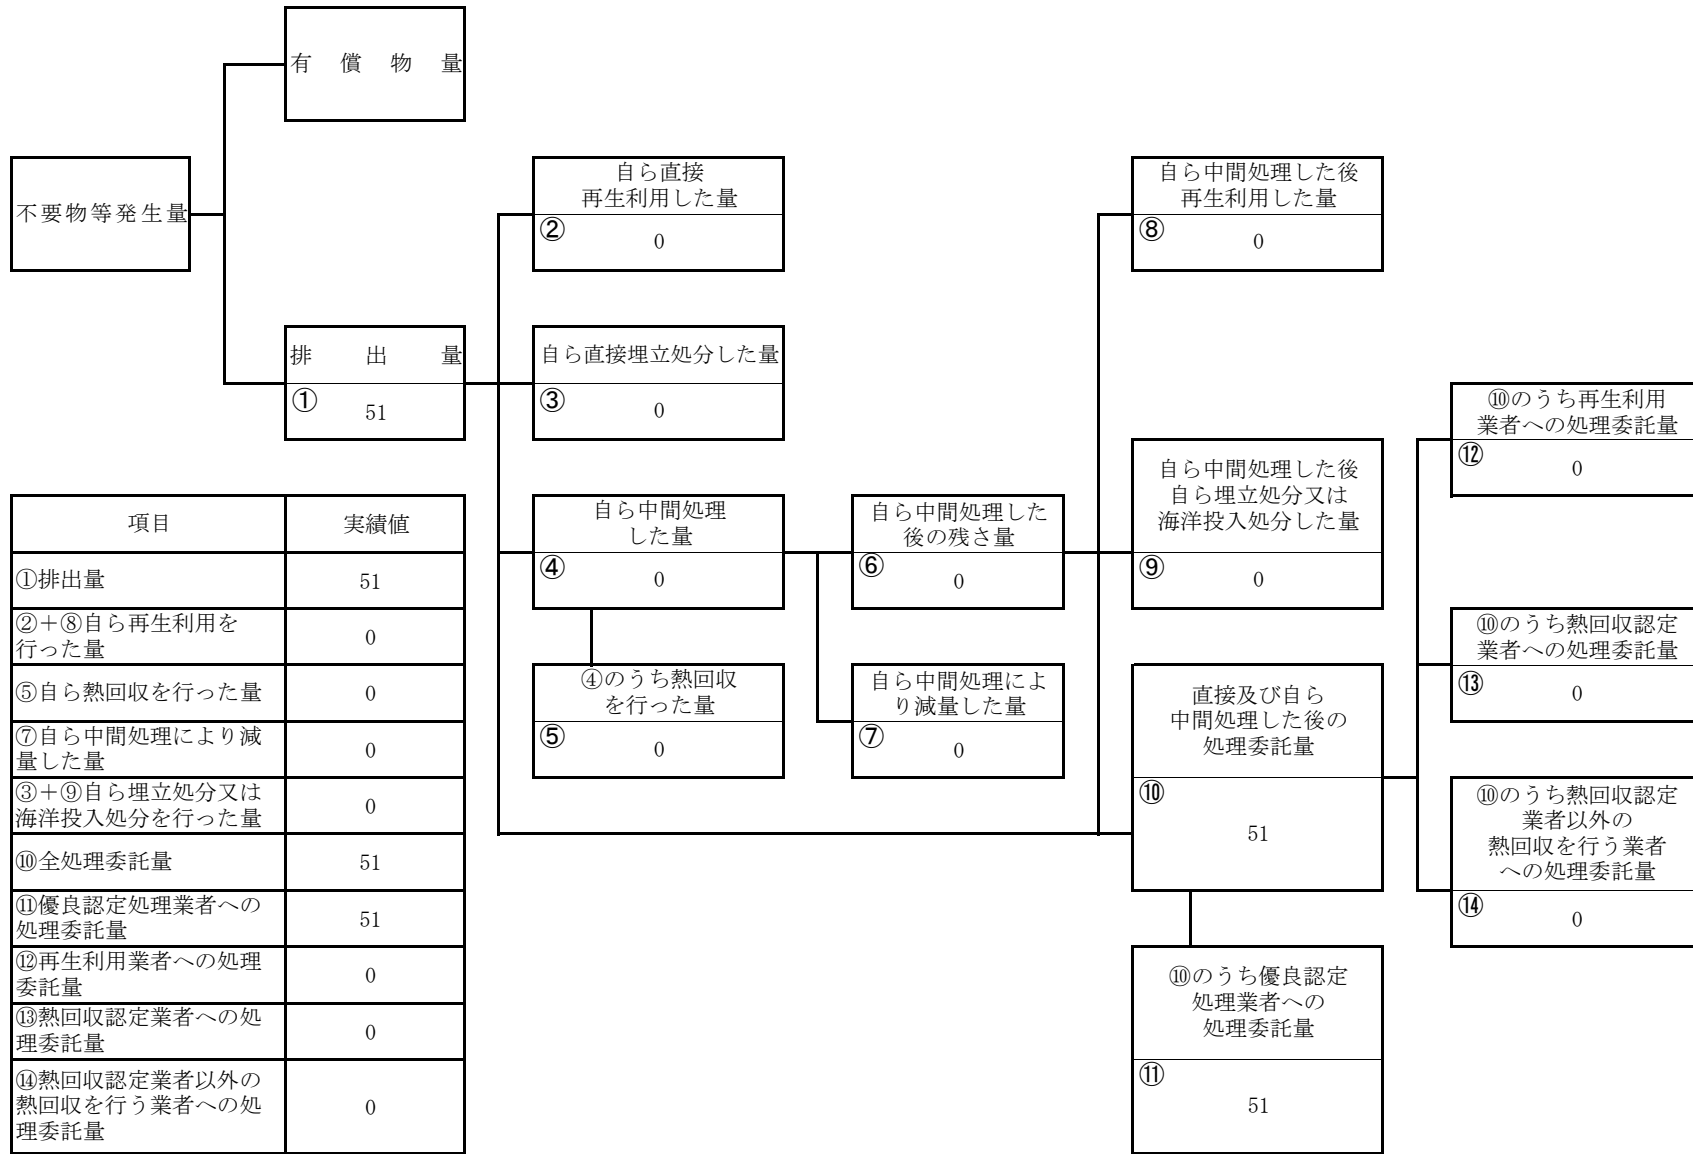 有償物量
不要物等発生量
排出量
①
51
自ら直接
再生利用した量
②
0
自ら直接埋立処分した量
③
0
自ら中間処理
した量
④
0
④のうち熱回収
を行った量
⑤
0
自ら中間処理した
後の残さ量
⑥
0
自ら中間処理によ
り減量した量
⑦
0
自ら中間処理した後
再生利用した量
⑧
0
自ら中間処理した後
自ら埋立処分又は
海洋投入処分した量
⑨
0
直接及び自ら
中間処理した後の
処理委託量
⑩
51
⑩のうち優良認定
処理業者への
処理委託量
⑪
51
⑩のうち再生利用
業者への処理委託量
⑫
0
⑩のうち熱回収認定
業者への処理委託量
⑬
0
⑩のうち熱回収認定
業者以外の
熱回収を行う業者
への処理委託量
⑭
0
項目 実績値
①排出量 51
②+⑧自ら再生利用を
行った量 0
⑤自ら熱回収を行った量 0
⑦自ら中間処理により減
量した量 0
③+⑨自ら埋立処分又は
海洋投入処分を行った量 0
⑩全処理委託量 51
⑪優良認定処理業者への
処理委託量 51
⑫再生利用業者への処理
委託量 0
⑬熱回収認定業者への処
理委託量 0
⑭熱回収認定業者以外の
熱回収を行う業者への処
理委託量 0